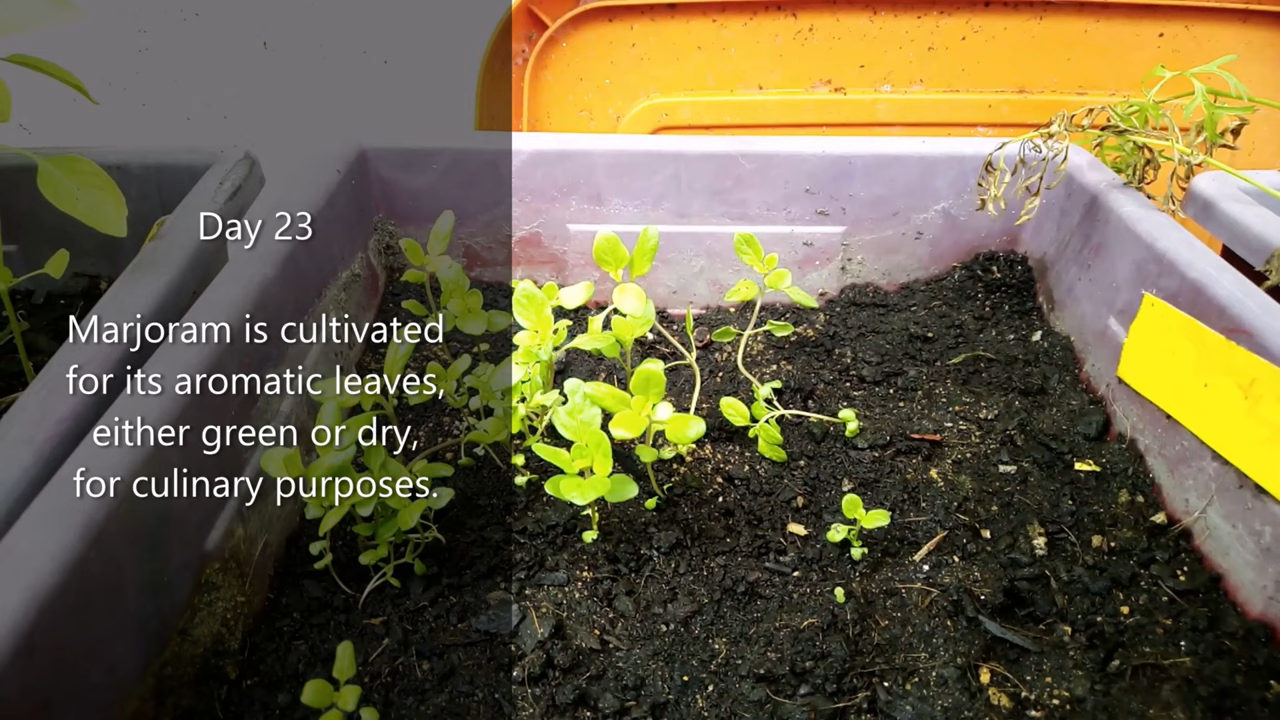 Day 23
Marjoram is cultivated
for its aromatic leaves,
either green or dry,
for culinary purposes.